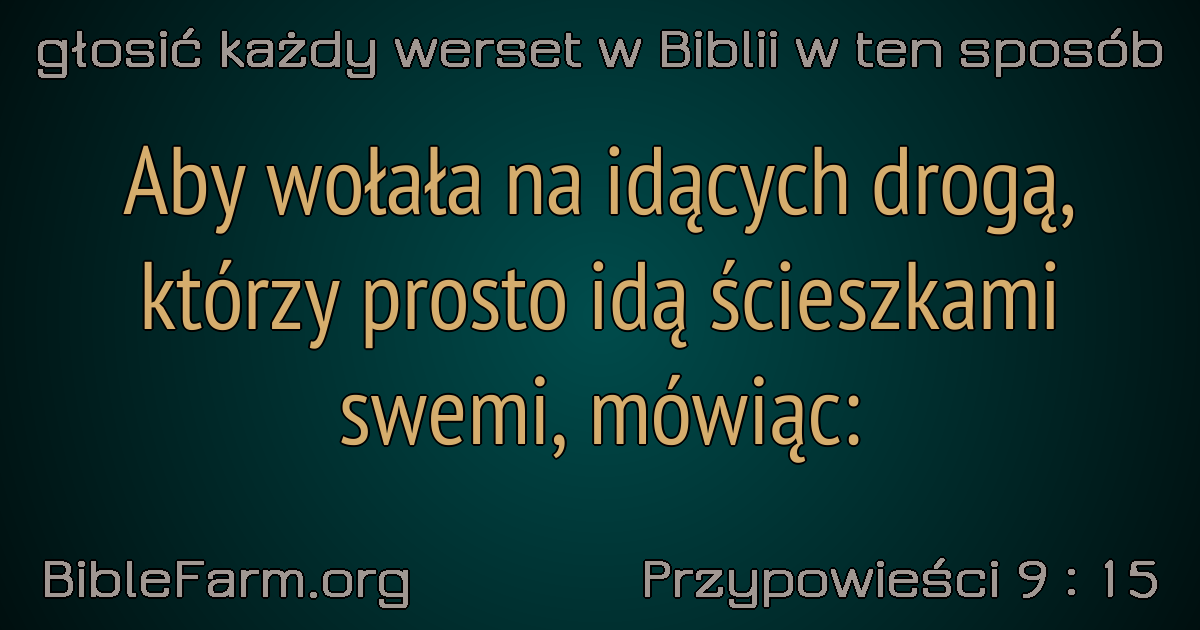 głosić każdy werset w Biblii w ten sposób
Aby wołała na idących drogą,
którzy prosto idą ścieszkami
swemi, mówiąc:
BibleFarm.org
Przypowieści 9 : 15